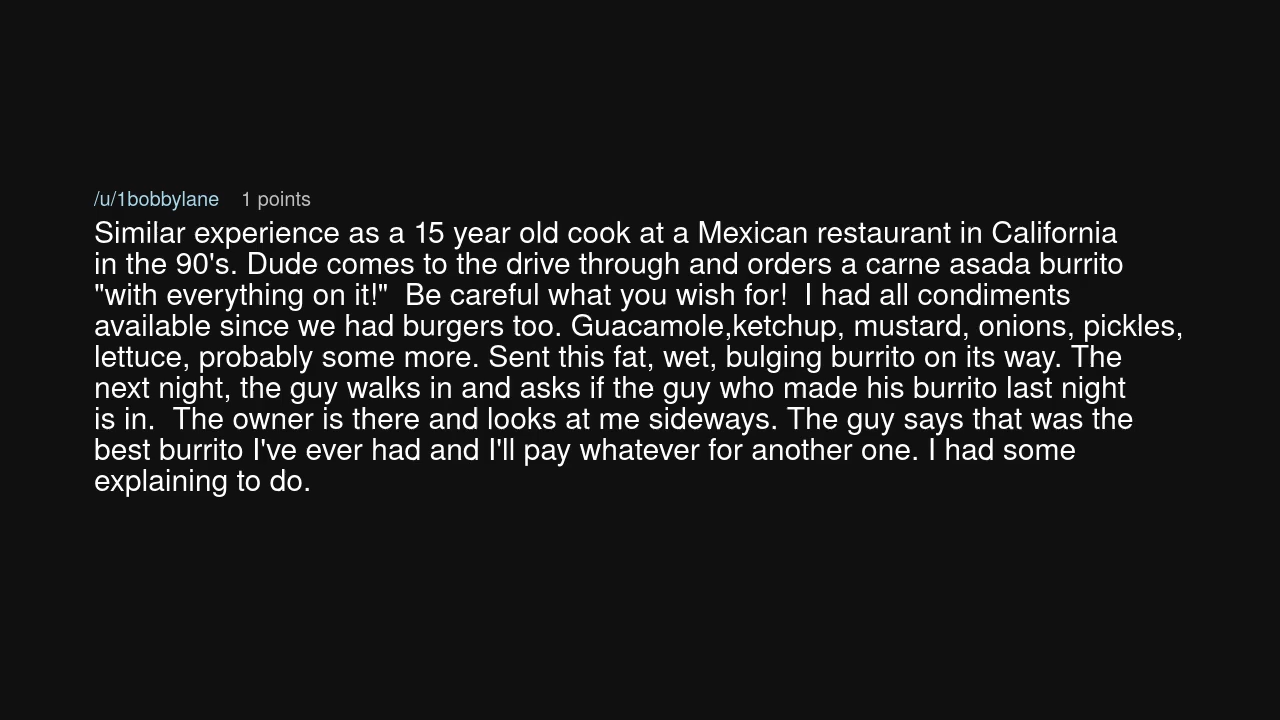 /u/1bobbylane 1 points
Similar experience as a 15 year old cook at a Mexican restaurant in California
in the 90's. Dude comes to the drive through and orders a carne asada burrito
"with everything on it!"  Be careful what you wish for!  I had all condiments
available since we had burgers too. Guacamole,ketchup, mustard, onions, pickles,
lettuce, probably some more. Sent this fat, wet, bulging burrito on its way. The
next night, the guy walks in and asks if the guy who made his burrito last night
is in.  The owner is there and looks at me sideways. The guy says that was the
best burrito I've ever had and I'll pay whatever for another one. I had some
explaining to do.